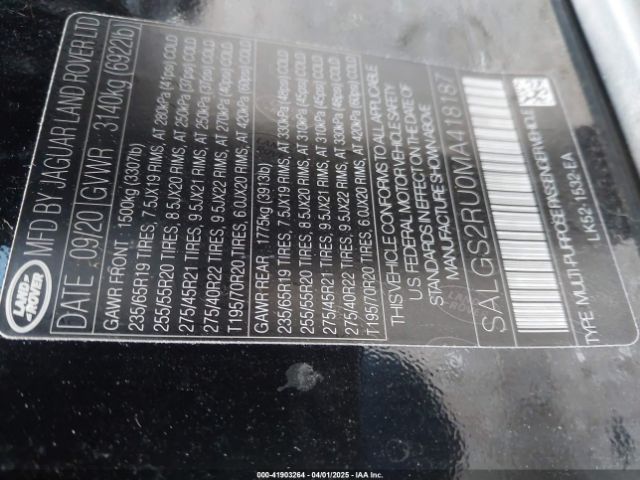 LAND
ROVER
MFD BY JAGUAR LAND ROVER LTD
DATE 09/20 GVWR 3140kg (6922lb)
GAWR FRONT 1500kg (3307lb)
235/65R19 TIRES, 7.5JX19 RIMS, AT 280kPa (41psi) COLD
255/55R20 TIRES, 8.5JX20 RIMS, AT 250kPa (37psi) COLD
275/45R21 TIRES, 9.5JX21 RIMS, AT 250kPa (37psi) COLD
275/40R22 TIRES, 9.5JX22 RIMS, AT 270kPa (40psi) COLD
T195/70R20 TIRES, 6.0JX20 RIMS, AT 420kPa (60psi) COLD
GAWR REAR 1775kg (3913lb)
235/65R19 TIRES, 7.5JX19 RIMS, AT 330kPa (48psi) COLD
255/55R20 TIRES, 8.5JX20 RIMS, AT 310kPa (45psi) COLD
275/45R21 TIRES, 9.5JX21 RIMS, AT 310kPa (45psi) COLD
275/40R22 TIRES, 9.5JX22 RIMS, AT 330kPa (48psi) COLD
T195/70R20 TIRES, 6.0JX20 RIMS, AT 420kPa (60psi) COLD
THIS VEHICLE CONFORMS TO ALL APPLICABLE
U.S. FEDERAL MOTOR VEHICLE SAFETY
STANDARDS IN EFFECT ON THE DATE OF
MANUFACTURE SHOWN ABOVE
SALGS2RU0MA418187
TYPE MULTI-PURPOSE PASSENGER VEHICLE
LK52-1532-EA
000-41903264 - 04/01/2025 - IAA Inc.